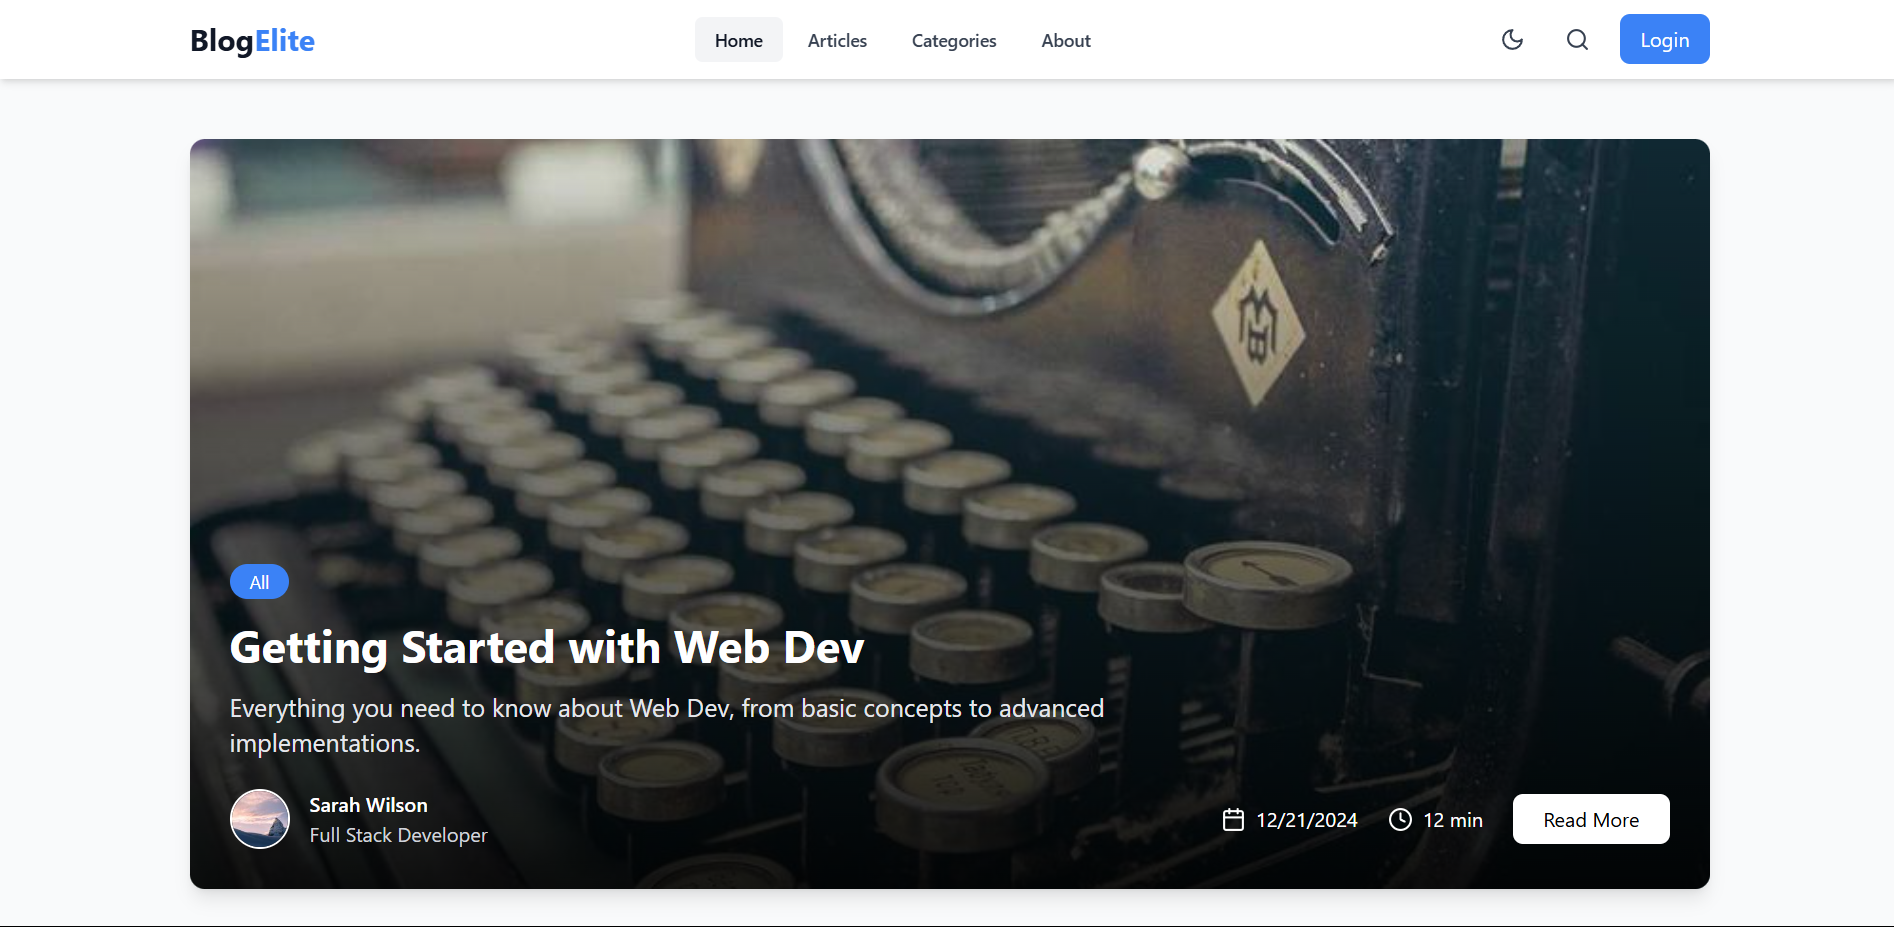 BlogElite
Home Articles Categories About
Login
All
Getting Started with Web Dev
Everything you need to know about Web Dev, from basic concepts to advanced
implementations.
Sarah Wilson
Full Stack Developer
12/21/2024 12 min Read More